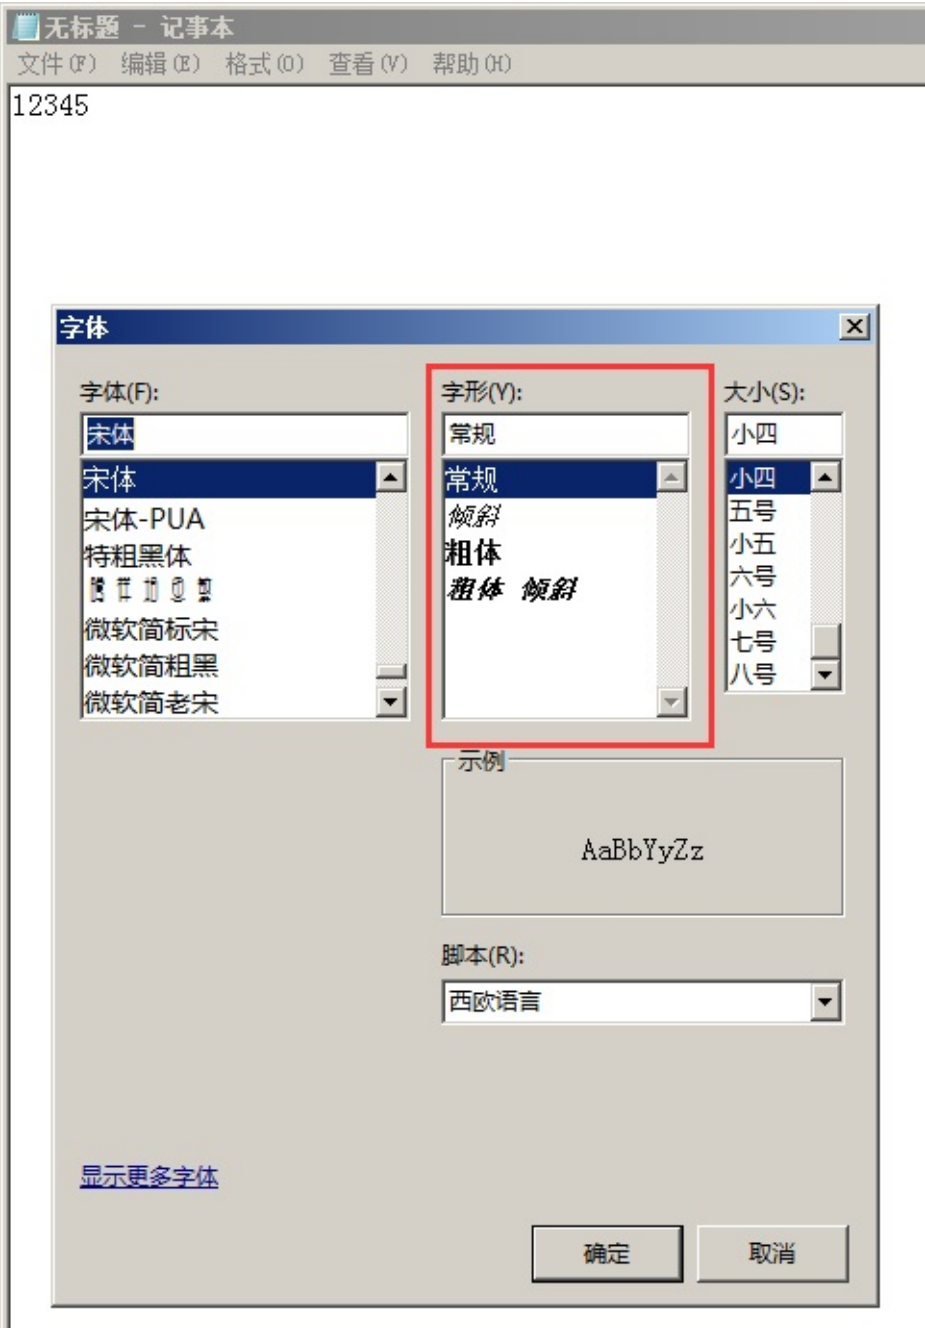 无标题 - 记事本
文件(F) 编辑(E) 格式(O) 查看(V) 帮助(H)
12345
字体
字体(F):
宋体
宋体
宋体-PUA
特粗黑体
微软简标宋
微软简粗黑
微软简老宋
字形(Y):
常规
常规
倾斜
粗体
粗体 倾斜
大小(S):
小四
小四
五号
小五
六号
小六
七号
八号
示例
AaBbYyZz
脚本(R):
西欧语言
显示更多字体
确定
取消